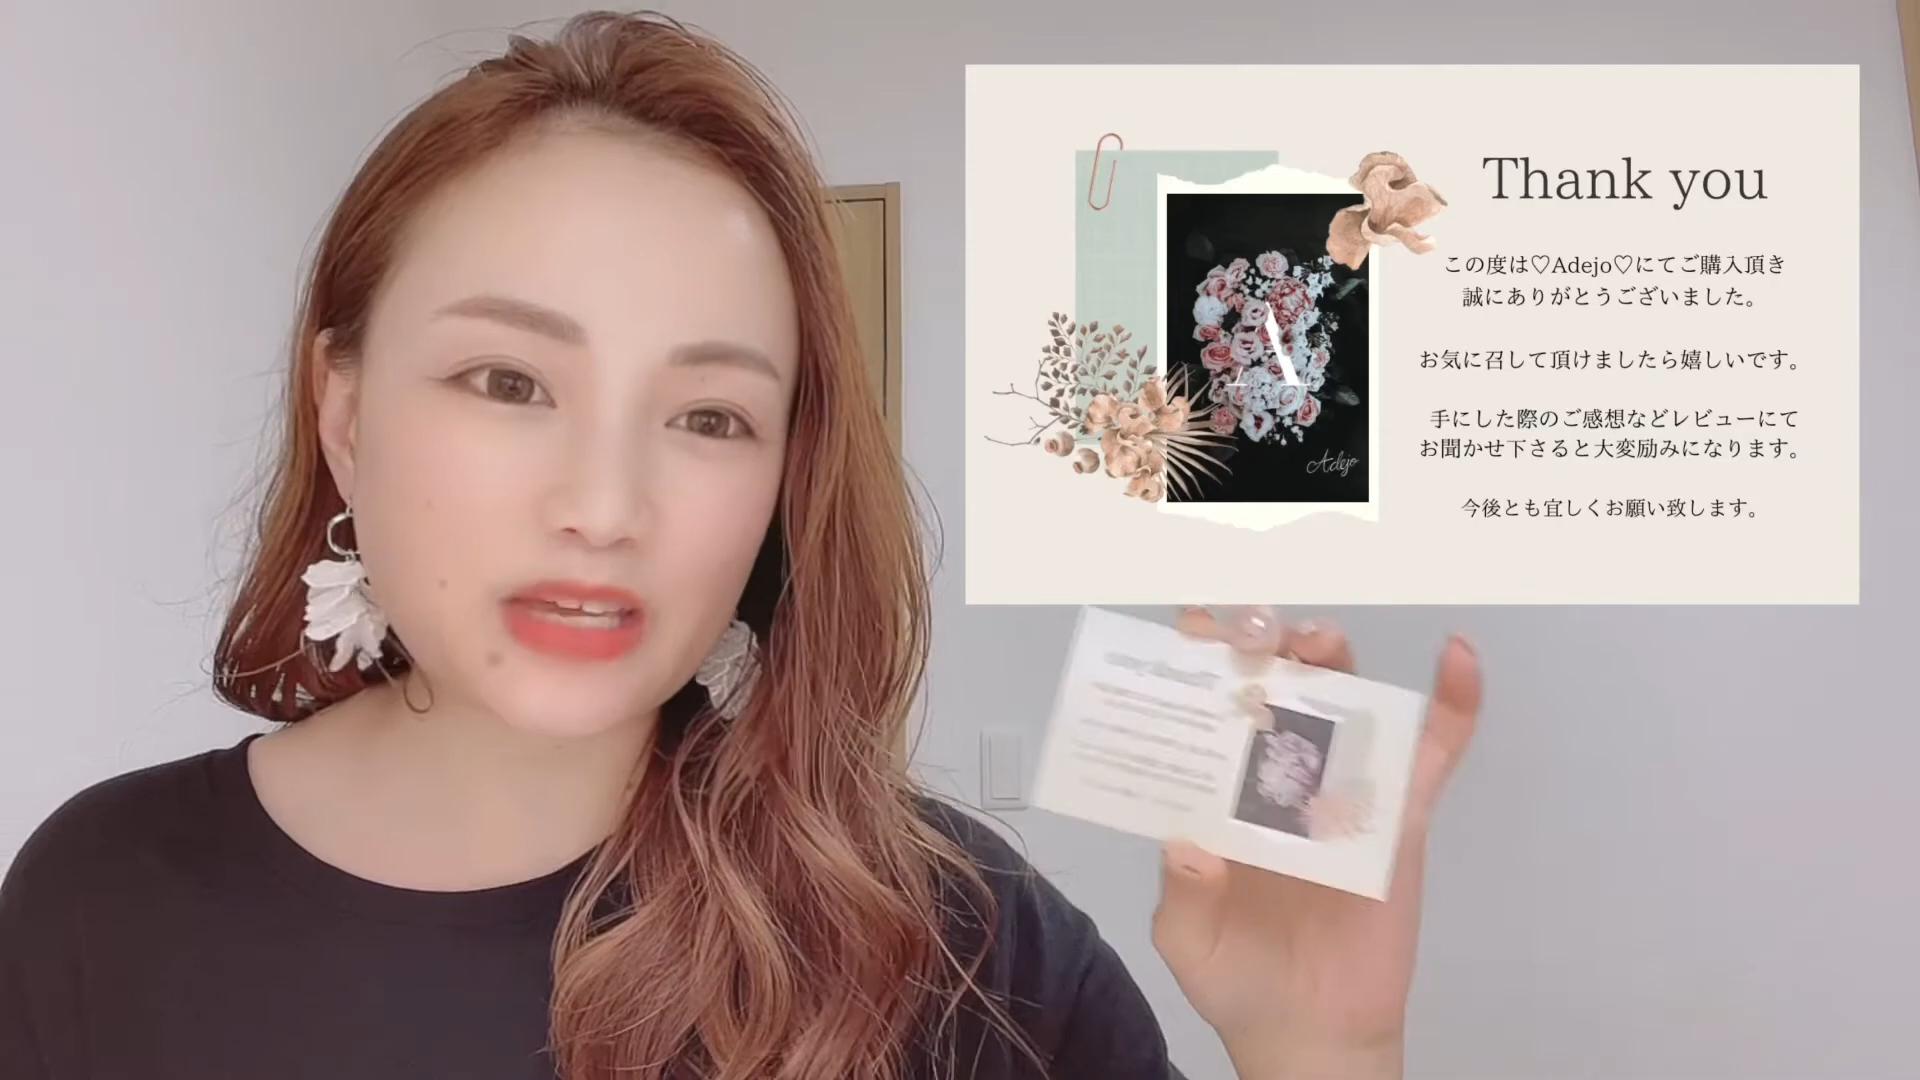 Thank you
この度は♡Adejo♡にてご購入頂き
誠にありがとうございました。
お気に召して頂けましたら嬉しいです。
手にした際のご感想などレビューにて
お聞かせ下さると大変励みになります。
今後とも宜しくお願い致します。
A
Adejo